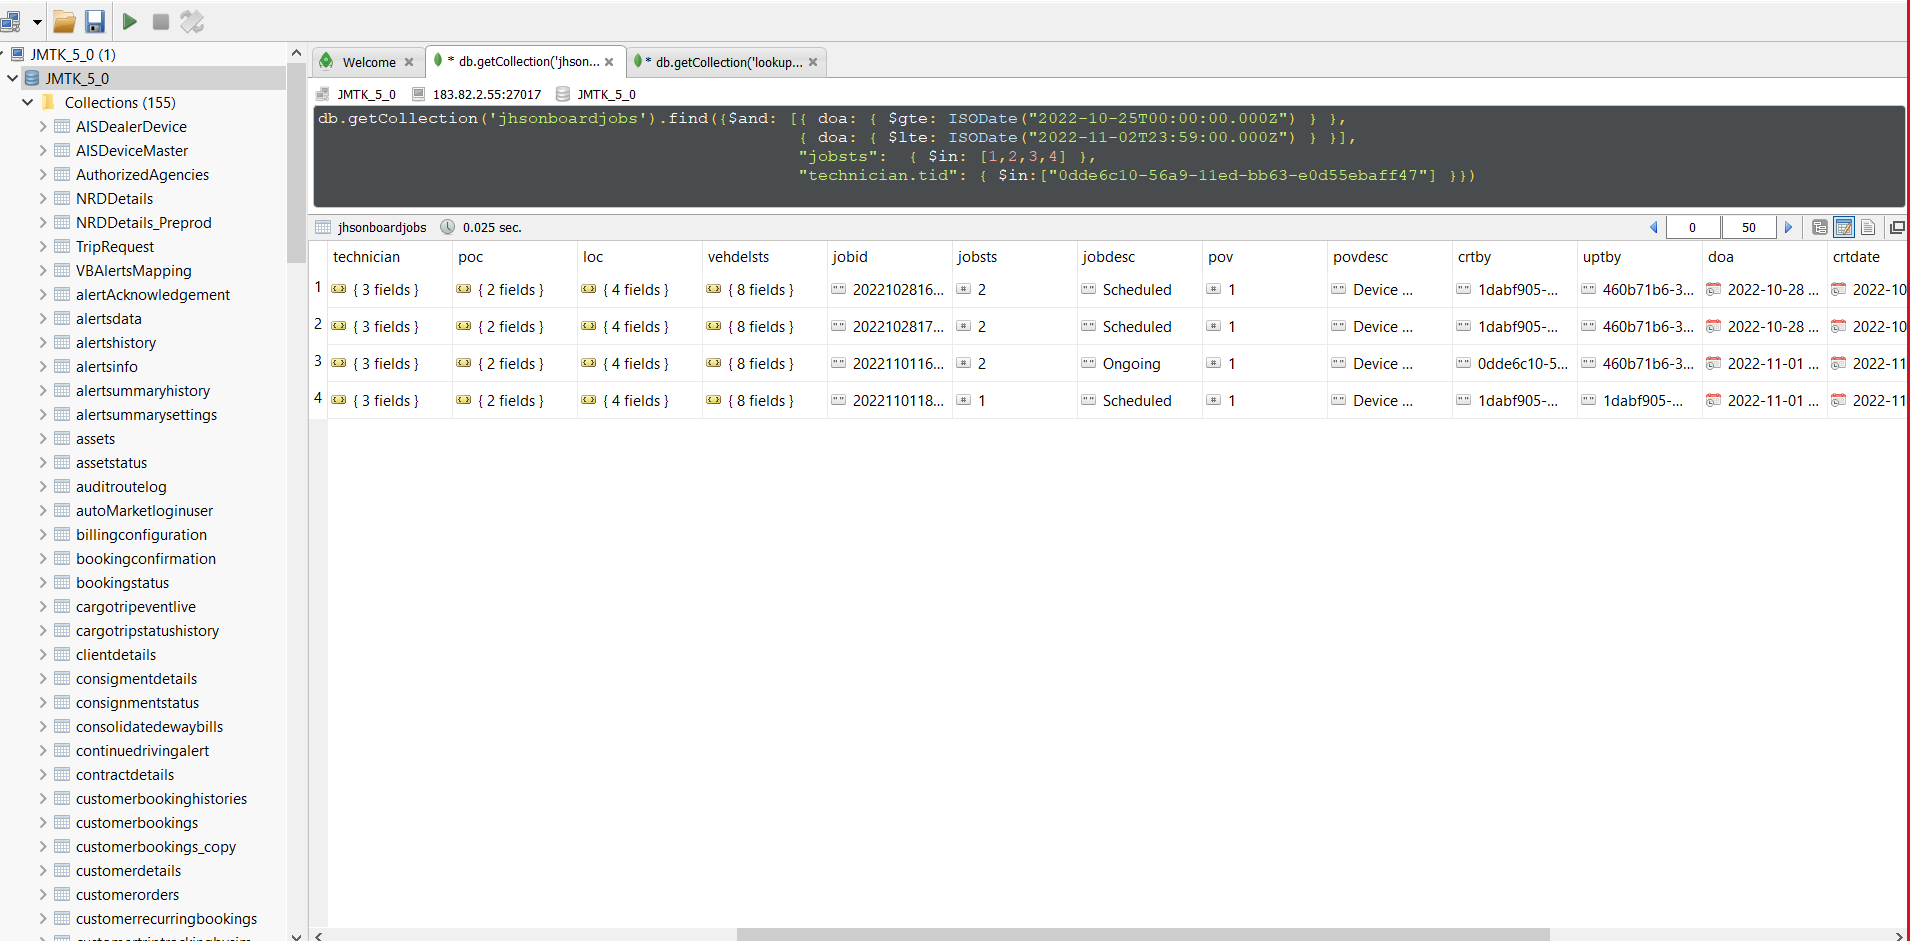 JMTK_5_0 (1)
JMTK_5_0
Collections (155)
AISDealerDevice
AISDeviceMaster
AuthorizedAgencies
NRDDetails
NRDDetails_Preprod
TripRequest
VBAlertsMapping
alertAcknowledgement
alertsdata
alertshistory
alertsinfo
alertsummaryhistory
alertsummarysettings
assets
assetstatus
auditroutelog
autoMarketloginuser
billingconfiguration
bookingconfirmation
bookingstatus
cargotripeventlive
cargotripstatushistory
clientdetails
consigmentdetails
consignmentstatus
consolidatedewaybills
continuedrivingalert
contractdetails
customerbookinghistories
customerbookings
customerbookings_copy
customerdetails
customerorders
customerrecurringbookings
Welcome * db.getCollection('jhson... * db.getCollection('lookup...
JMTK_5_0 183.82.2.55:27017 JMTK_5_0
db.getCollection('jhsonboardjobs').find({$and: [{ doa: { $gte: ISODate("2022-10-25T00:00:00.000Z") } },
{ doa: { $lte: ISODate("2022-11-02T23:59:00.000Z") } }],
"jobsts": { $in: [1,2,3,4] },
"technician.tid": { $in:["0dde6c10-56a9-11ed-bb63-e0d55ebaff47"] }})
jhsonboardjobs 0.025 sec. 0 50
technician poc loc vehdelsts jobid jobsts jobdesc pov povdesc crtby uptby doa crtdate
1 { 3 fields } { 2 fields } { 4 fields } { 8 fields } 2022102816... 2 Scheduled 1 Device ... 1dabf905-... 460b71b6-3... 2022-10-28 ... 2022-10
2 { 3 fields } { 2 fields } { 4 fields } { 8 fields } 2022102817... 2 Scheduled 1 Device ... 1dabf905-... 460b71b6-3... 2022-10-28 ... 2022-10
3 { 3 fields } { 2 fields } { 4 fields } { 8 fields } 2022110116... 2 Ongoing 1 Device ... 0dde6c10-5... 460b71b6-3... 2022-11-01 ... 2022-11
4 { 3 fields } { 2 fields } { 4 fields } { 8 fields } 2022110118... 1 Scheduled 1 Device ... 1dabf905-... 1dabf905-... 2022-11-01 ... 2022-11